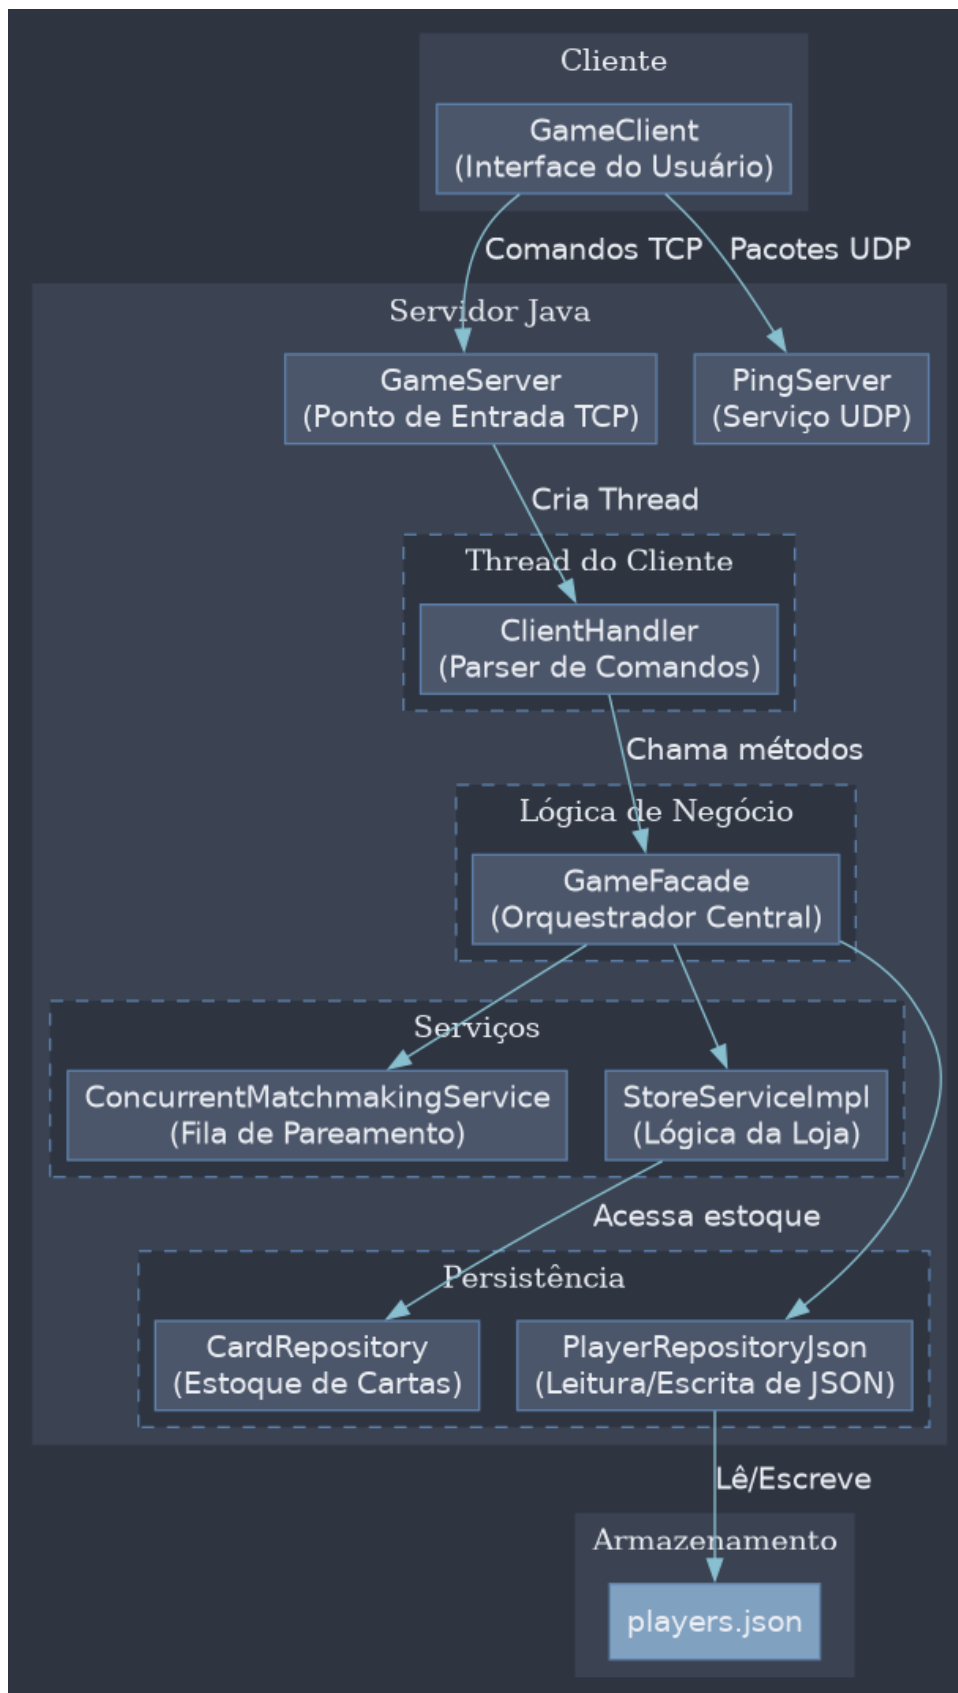 Cliente
GameClient
(Interface do Usuário)
Comandos TCP
Pacotes UDP
Servidor Java
GameServer
(Ponto de Entrada TCP)
PingServer
(Serviço UDP)
Cria Thread
Thread do Cliente
ClientHandler
(Parser de Comandos)
Chama métodos
Lógica de Negócio
GameFacade
(Orquestrador Central)
Serviços
ConcurrentMatchmakingService
(Fila de Pareamento)
StoreServiceImpl
(Lógica da Loja)
Acessa estoque
Persistência
CardRepository
(Estoque de Cartas)
PlayerRepositoryJson
(Leitura/Escrita de JSON)
Lê/Escreve
Armazenamento
players.json